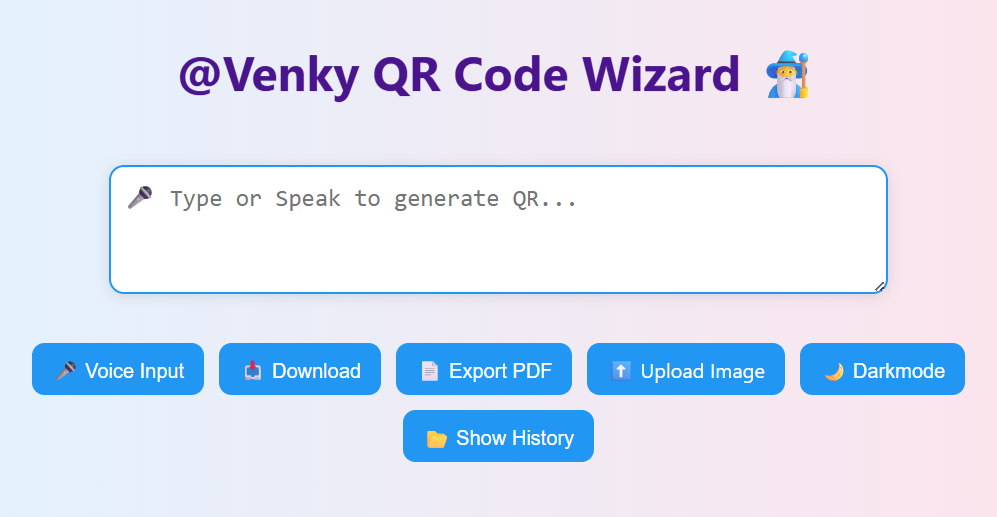 @Venky QR Code Wizard 🧙‍♂️
🎤 Type or Speak to generate QR...
🎤 Voice Input
📥 Download
📄 Export PDF
⬆️ Upload Image
🌙 Darkmode
📂 Show History